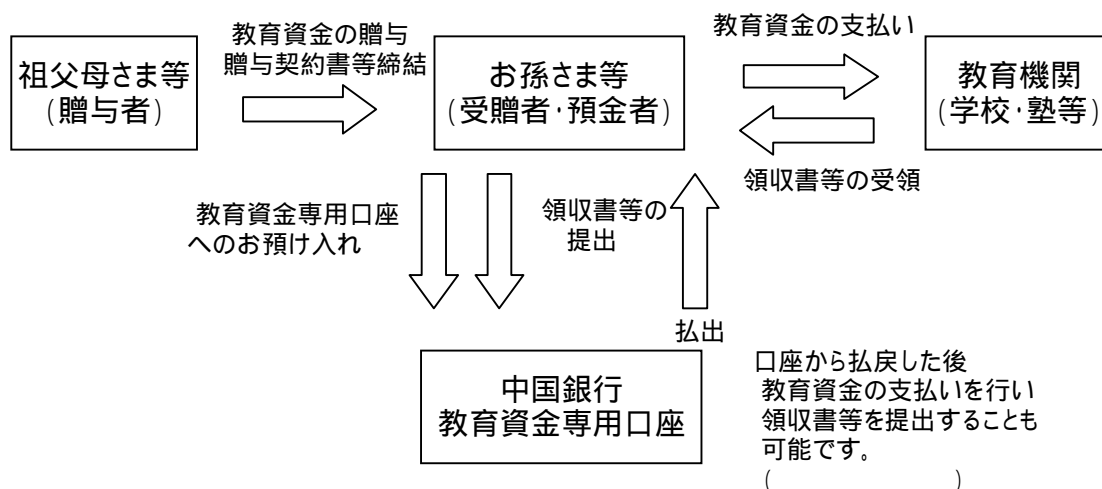 教育資金の贈与
贈与契約書等締結
祖父母さま等
(贈与者)
お孫さま等
(受贈者・預金者)
教育資金の支払い
教育機関
(学校・塾等)
領収書等の受領
教育資金専用口座
へのお預け入れ
領収書等の
提出
払出
中国銀行
教育資金専用口座
口座から払戻した後
教育資金の支払いを行い
領収書等を提出することも
可能です。
(　　　　　　　　)